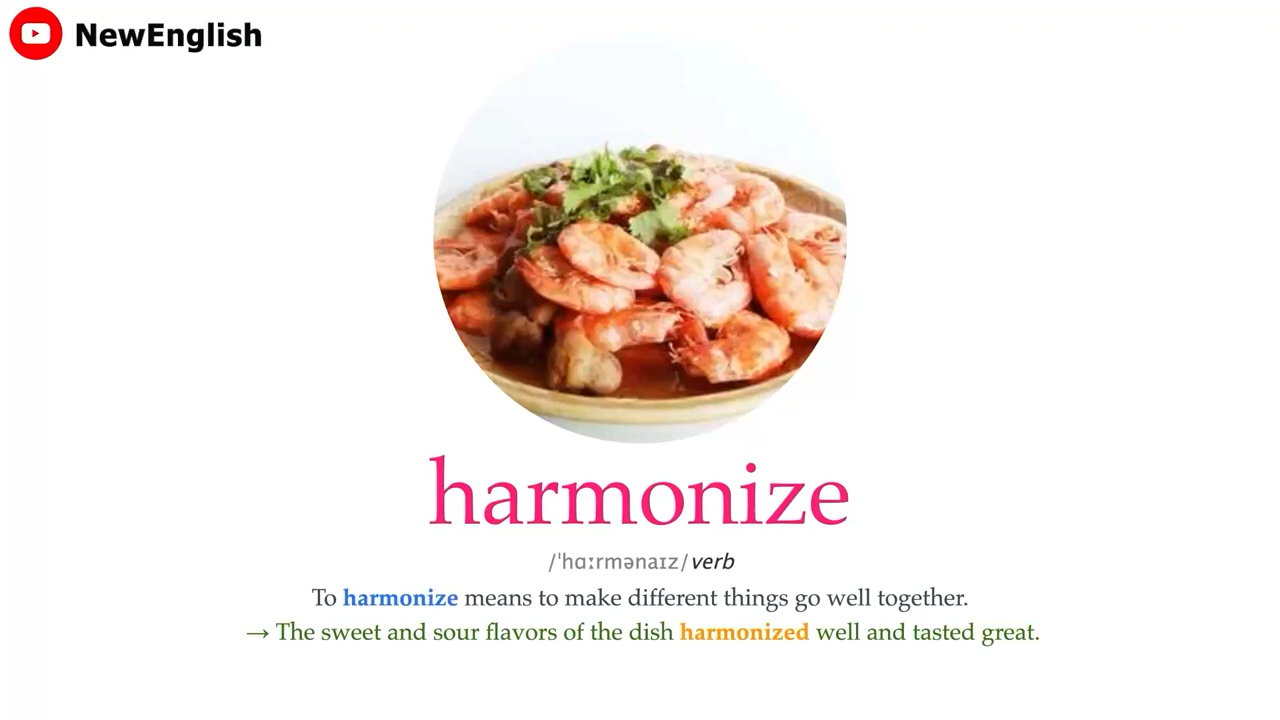 NewEnglish
harmonize
/ˈhɑːrmənaɪz/verb
To harmonize means to make different things go well together.
→ The sweet and sour flavors of the dish harmonized well and tasted great.